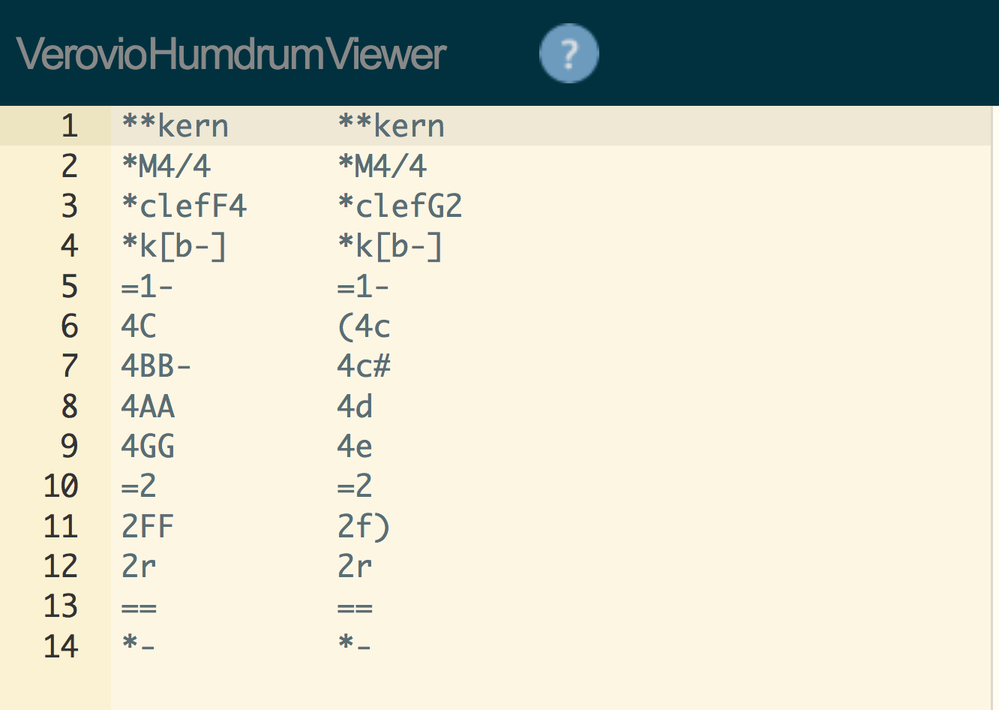 VerovioHumdrumViewer ?
1 **kern **kern
2 *M4/4 *M4/4
3 *clefF4 *clefG2
4 *k[b-] *k[b-]
5 =1- =1-
6 4C (4c
7 4BB- 4c#
8 4AA 4d
9 4GG 4e
10 =2 =2
11 2FF 2f)
12 2r 2r
13 == ==
14 *- *-